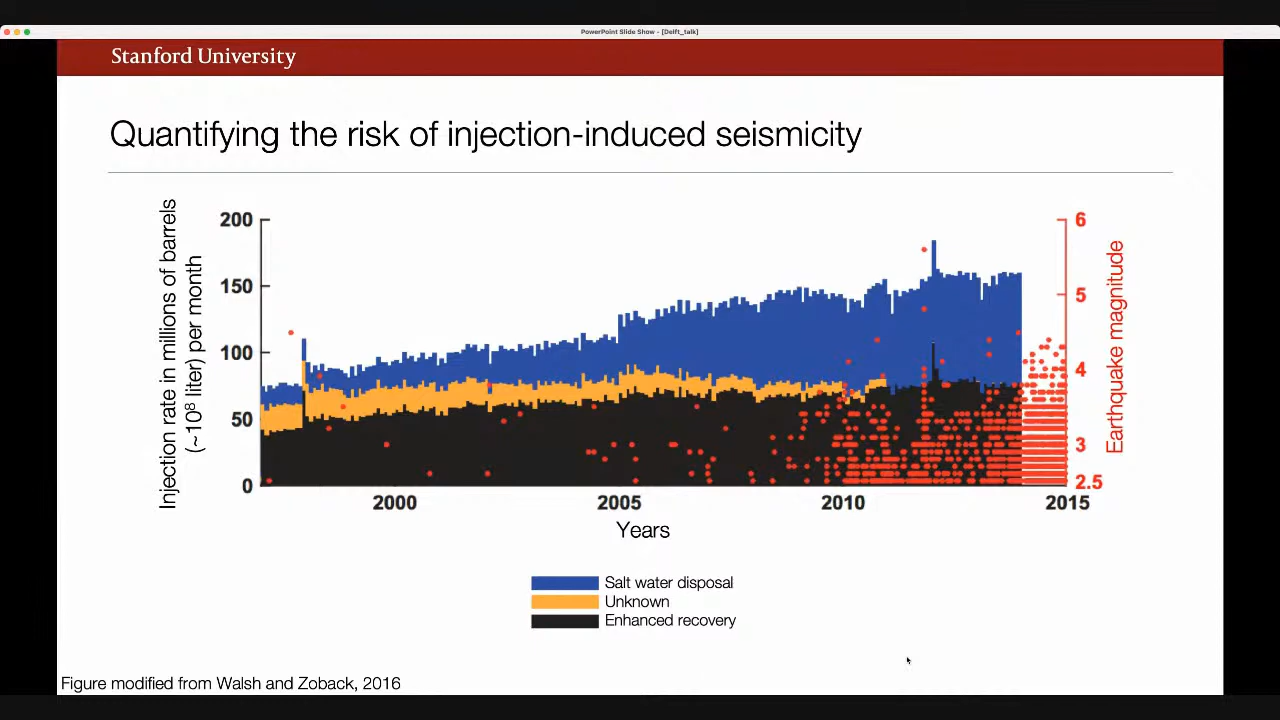 PowerPoint Slide Show - [Delft_talk]
Stanford University
Quantifying the risk of injection-induced seismicity
Injection rate in millions of barrels
(~10⁸ liter) per month
200
150
100
50
0
6
5
4
3
2.5
Earthquake magnitude
2000
2005
2010
2015
Years
Salt water disposal
Unknown
Enhanced recovery
Figure modified from Walsh and Zoback, 2016